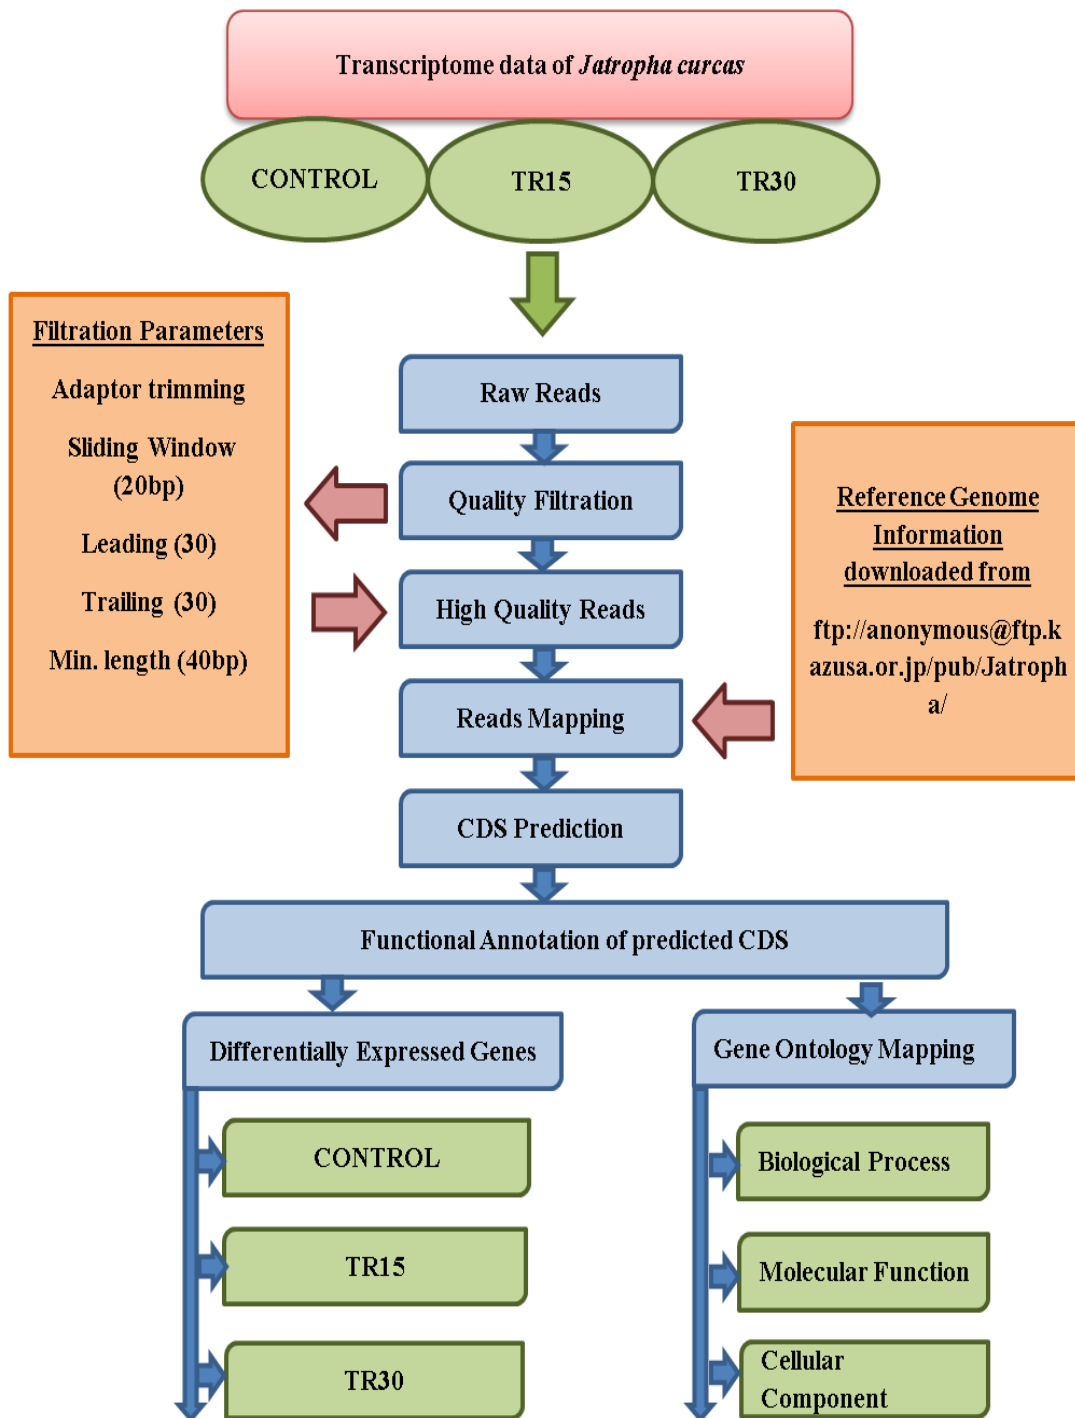 Transcriptome data of Jatropha curcas
CONTROL
TR15
TR30
Filtration Parameters
Adaptor trimming
Sliding Window
(20bp)
Leading (30)
Trailing (30)
Min. length (40bp)
Raw Reads
Quality Filtration
High Quality Reads
Reads Mapping
CDS Prediction
Reference Genome
Information
downloaded from
ftp://anonymous@ftp.k
azusa.or.jp/pub/Jatroph
a/
Functional Annotation of predicted CDS
Differentially Expressed Genes
CONTROL
TR15
TR30
Gene Ontology Mapping
Biological Process
Molecular Function
Cellular
Component